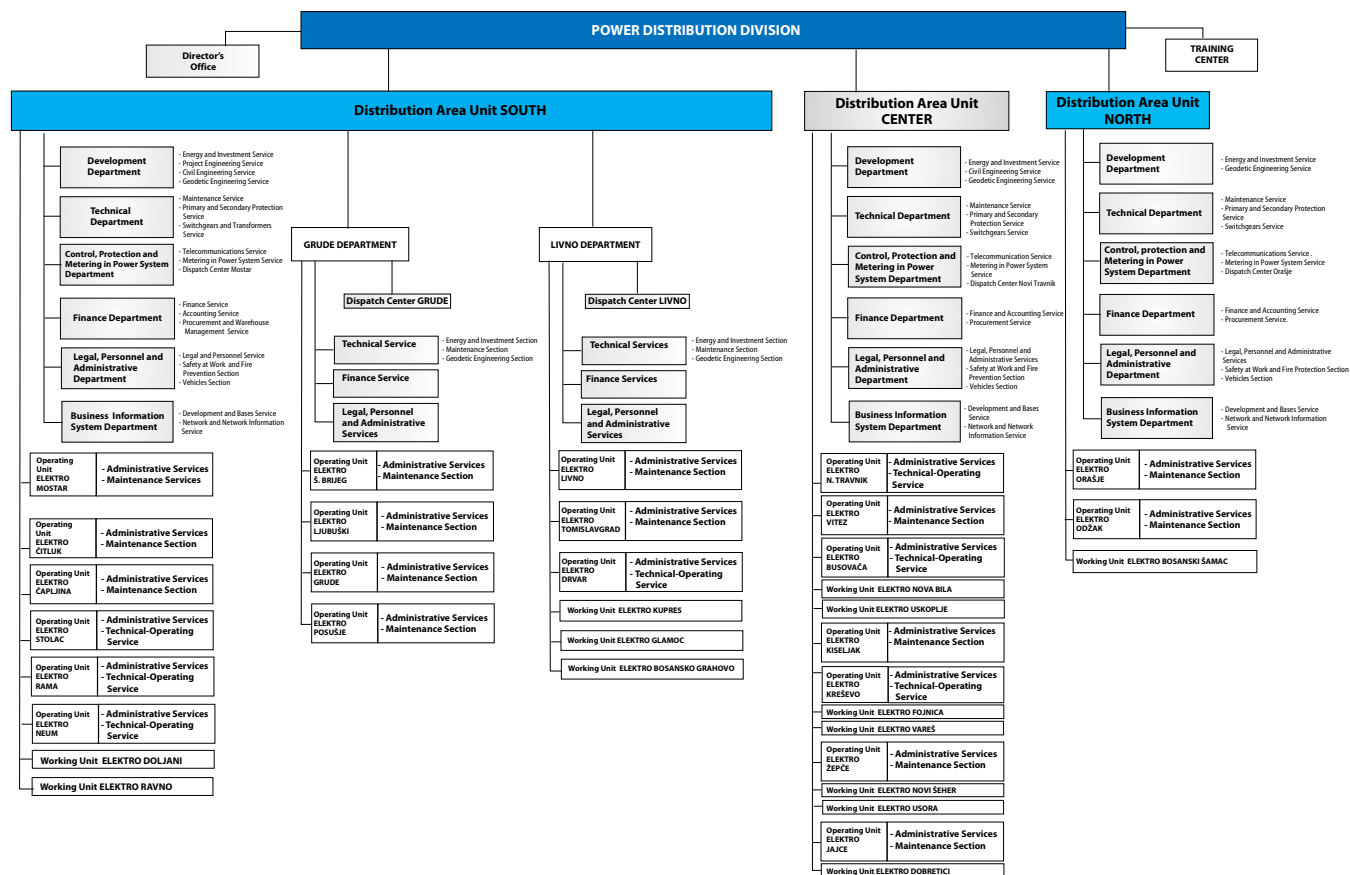 POWER DISTRIBUTION DIVISION
Director's
Office
TRAINING
CENTER
Distribution Area Unit SOUTH
Development
Department
- Energy and Investment Service
- Project Engineering Service
- Civil Engineering Service
- Geodetic Engineering Service
Technical
Department
- Maintenance Service
- Primary and Secondary Protection
Service
- Switchgears and Transformers
Service
Control, Protection and
Metering in Power System
Department
- Telecommunications Service
- Metering in Power System Service
- Dispatch Center Mostar
Finance Department
- Finance Service
- Accounting Service
- Procurement and Warehouse
Management Service
Legal, Personnel and
Administrative
Department
- Legal and Personnel Service
- Safety at Work and Fire
Prevention Section
- Vehicles Section
Business Information
System Department
- Development and Bases Service
- Network and Network Information
Service
Operating
Unit
ELEKTRO
MOSTAR
- Administrative Services
- Maintenance Services
Operating
Unit
ELEKTRO
ČITLUK
- Administrative Services
- Maintenance Section
Operating Unit
ELEKTRO
ČAPLJINA
- Administrative Services
- Maintenance Section
Operating Unit
ELEKTRO
STOLAC
- Administrative Services
- Technical-Operating
Service
Operating Unit
ELEKTRO
RAMA
- Administrative Services
- Technical-Operating
Service
Operating Unit
ELEKTRO
NEUM
- Administrative Services
- Technical-Operating
Service
Working Unit ELEKTRO DOLJANI
Working Unit ELEKTRO RAVNO
GRUDE DEPARTMENT
Dispatch Center GRUDE
Technical Service
- Energy and Investment Section
- Maintenance Section
- Geodetic Engineering Section
Finance Service
Legal, Personnel
and Administrative
Services
Operating Unit
ELEKTRO
Š. BRIJEG
- Administrative Services
- Maintenance Section
Operating Unit
ELEKTRO
LJUBUŠKI
- Administrative Services
- Maintenance Section
Operating Unit
ELEKTRO
GRUDE
- Administrative Services
- Maintenance Section
Operating Unit
ELEKTRO
POSUŠJE
- Administrative Services
- Maintenance Section
LIVNO DEPARTMENT
Dispatch Center LIVNO
Technical Services
- Energy and Investment Section
- Maintenance Section
- Geodetic Engineering Section
Finance Services
Legal, Personnel
and Administrative
Services
Operating Unit
ELEKTRO
LIVNO
- Administrative Services
- Maintenance Section
Operating Unit
ELEKTRO
TOMISLAVGRAD
- Administrative Services
- Maintenance Section
Operating Unit
ELEKTRO
DRVAR
- Administrative Services
- Technical-Operating
Service
Working Unit ELEKTRO KUPRES
Working Unit ELEKTRO GLAMOC
Working Unit ELEKTRO BOSANSKO GRAHOVO
Distribution Area Unit
CENTER
Development
Department
- Energy and Investment Service
- Civil Engineering Service
- Geodetic Engineering Service
Technical Department
- Maintenance Service
- Primary and Secondary
Protection Service
- Switchgears Service
Control, Protection and
Metering in Power
System Department
- Telecommunication Service
- Metering in Power System
Service
- Dispatch Center Novi Travnik
Finance Department
- Finance and Accounting Service
- Procurement Service
Legal, Personnel and
Administrative
Department
- Legal, Personnel and
Administrative Services
- Safety at Work and Fire
Prevention Section
- Vehicles Section
Business Information
System Department
- Development and Bases
Service
- Network and Network
Information Service
Operating Unit
ELEKTRO
N. TRAVNIK
- Administrative Services
- Technical-Operating
Service
Operating Unit
ELEKTRO
VITEZ
- Administrative Services
- Maintenance Section
Operating Unit
ELEKTRO
BUSOVAČA
- Administrative Services
- Technical-Operating
Service
Working Unit ELEKTRO NOVA BILA
Working Unit ELEKTRO USKOPLJE
Operating Unit
ELEKTRO
KISELJAK
- Administrative Services
- Maintenance Section
Operating Unit
ELEKTRO
KREŠEVO
- Administrative Services
- Technical-Operating
Service
Working Unit ELEKTRO FOJNICA
Working Unit ELEKTRO VAREŠ
Operating Unit
ELEKTRO
ŽEPČE
- Administrative Services
- Maintenance Section
Working Unit ELEKTRO NOVI ŠEHER
Working Unit ELEKTRO USORA
Operating Unit
ELEKTRO
JAJCE
- Administrative Services
- Maintenance Section
Working Unit ELEKTRO DOBRETICI
Distribution Area Unit
NORTH
Development
Department
- Energy and Investment Service
- Geodetic Engineering Service
Technical Department
- Maintenance Service
- Primary and Secondary Protection
Service
- Switchgears Service
Control, protection and
Metering in Power
System Department
- Telecommunications Service .
- Metering in Power System Service
- Dispatch Center Orašje
Finance Department
- Finance and Accounting Service
- Procurement Service.
Legal, Personnel and
Administrative
Department
- Legal, Personnel and Administrative
Services
- Safety at Work and Fire Protection Section
- Vehicles Section
Business Information
System Department
- Development and Bases Service
- Network and Network Information
Service
Operating Unit
ELEKTRO
ORAŠJE
- Administrative Services
- Maintenance Section
Operating Unit
ELEKTRO
ODŽAK
- Administrative Services
- Maintenance Section
Working Unit ELEKTRO BOSANSKI ŠAMAC